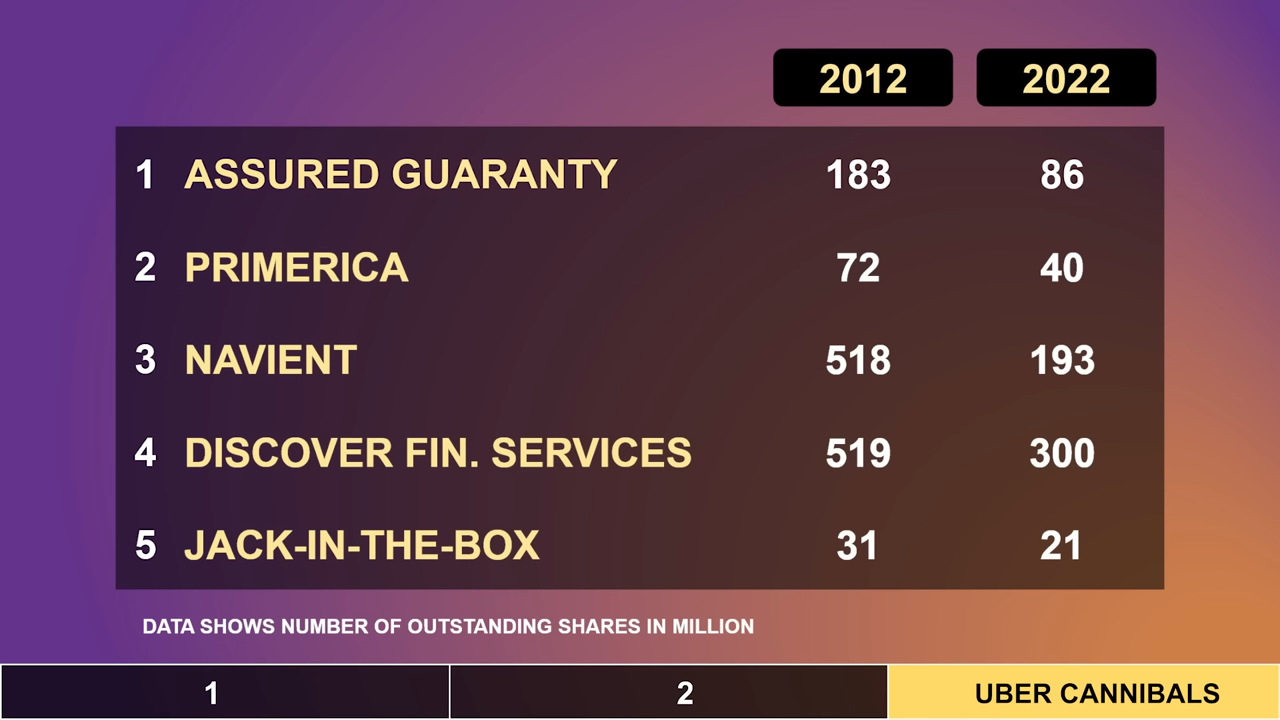 2012 2022
1 ASSURED GUARANTY 183 86
2 PRIMERICA 72 40
3 NAVIENT 518 193
4 DISCOVER FIN. SERVICES 519 300
5 JACK-IN-THE-BOX 31 21
DATA SHOWS NUMBER OF OUTSTANDING SHARES IN MILLION
1 2 UBER CANNIBALS